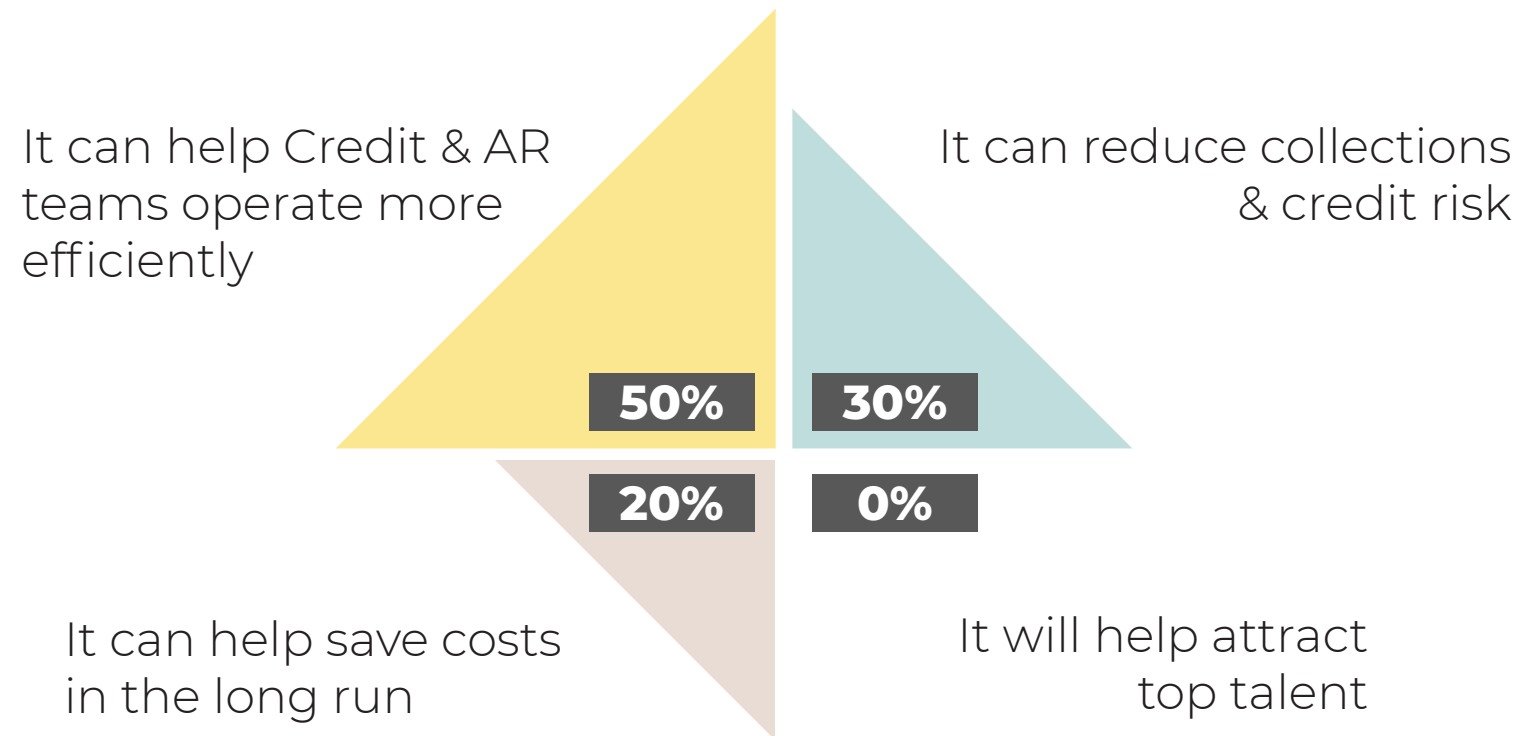 It can help Credit & AR
teams operate more
efficiently
It can reduce collections
& credit risk
50%
30%
20%
0%
It can help save costs
in the long run
It will help attract
top talent